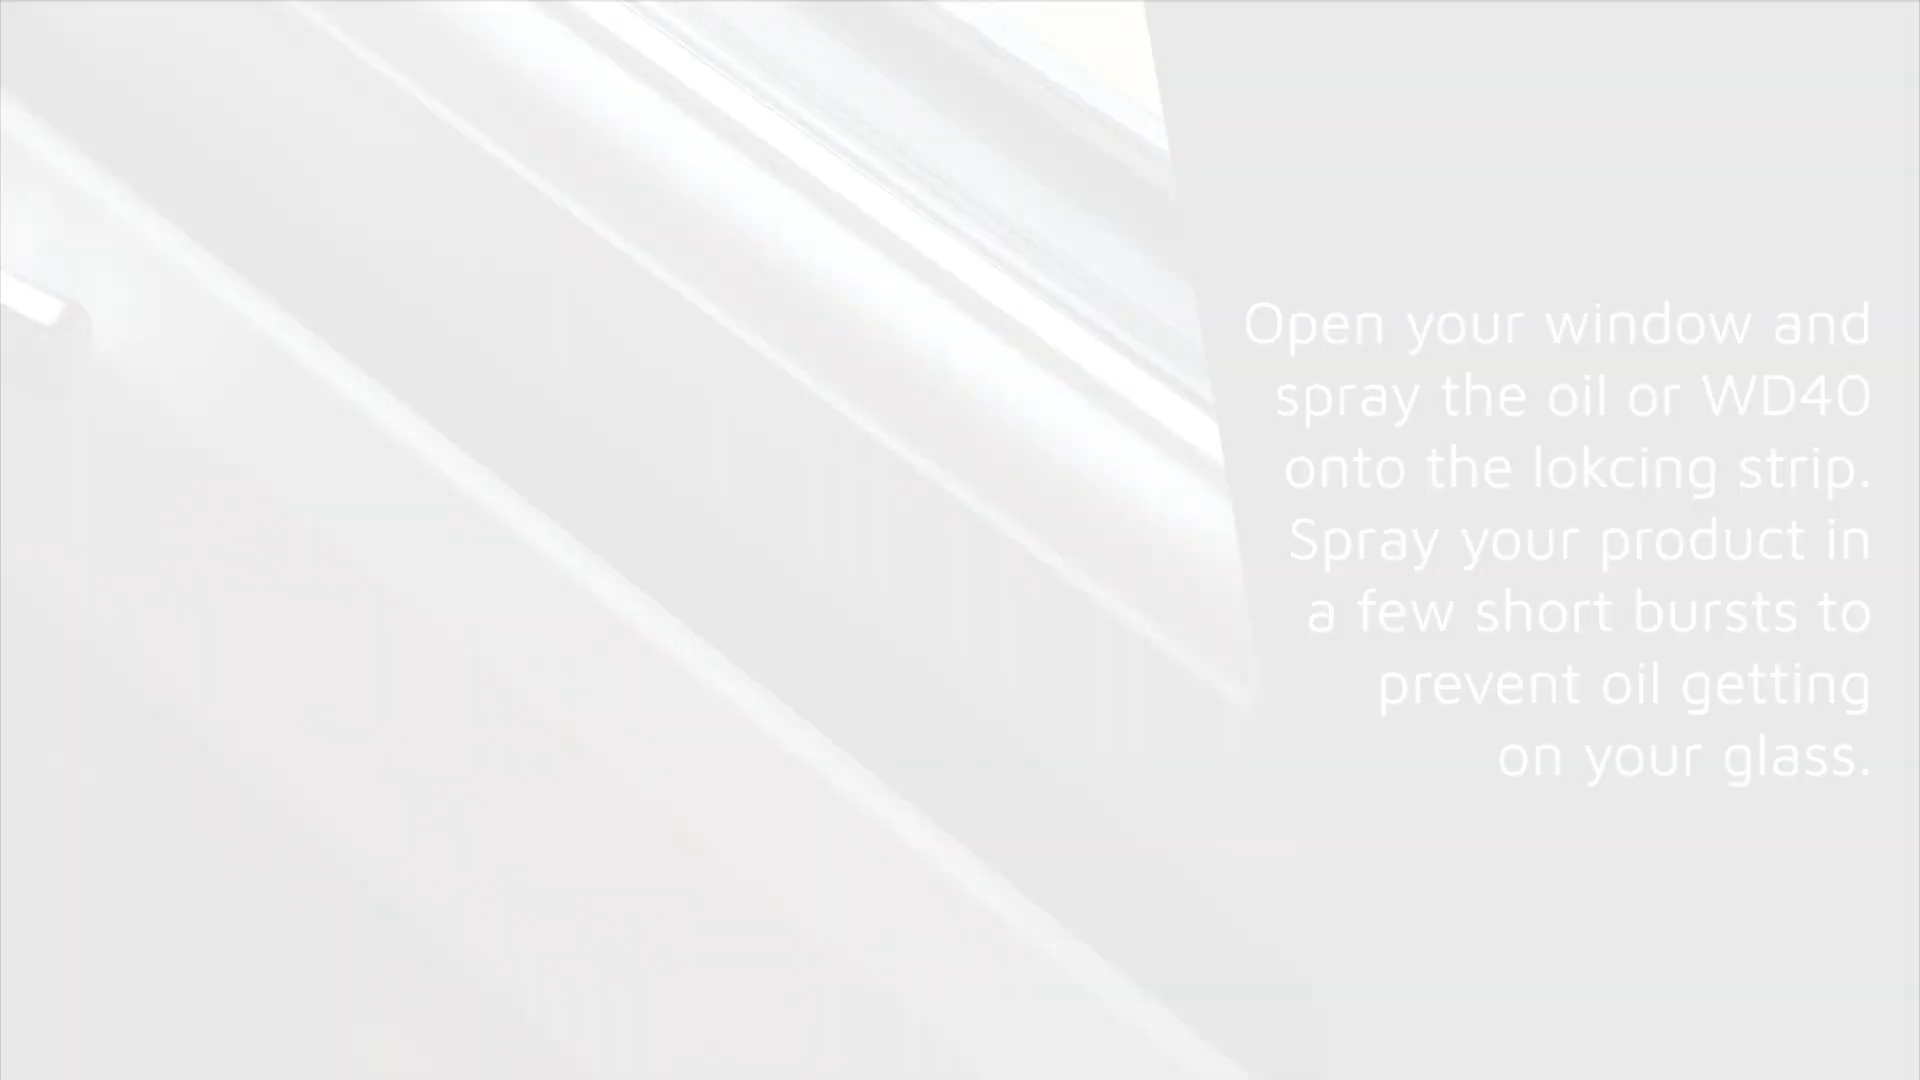 Open your window and
spray the oil or WD40
onto the lokcing strip.
Spray your product in
a few short bursts to
prevent oil getting
on your glass.